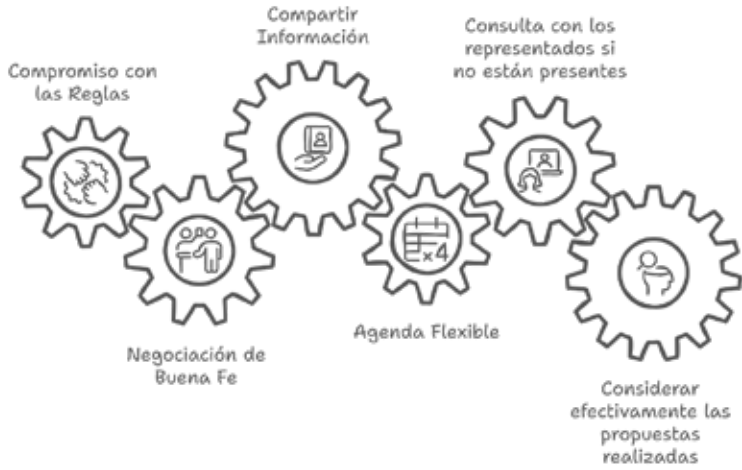 Compromiso con
las Reglas
Negociación de
Buena Fe
Compartir
Información
x4
Agenda Flexible
Consulta con los
representados si
no están presentes
Considerar
efectivamente las
propuestas
realizadas